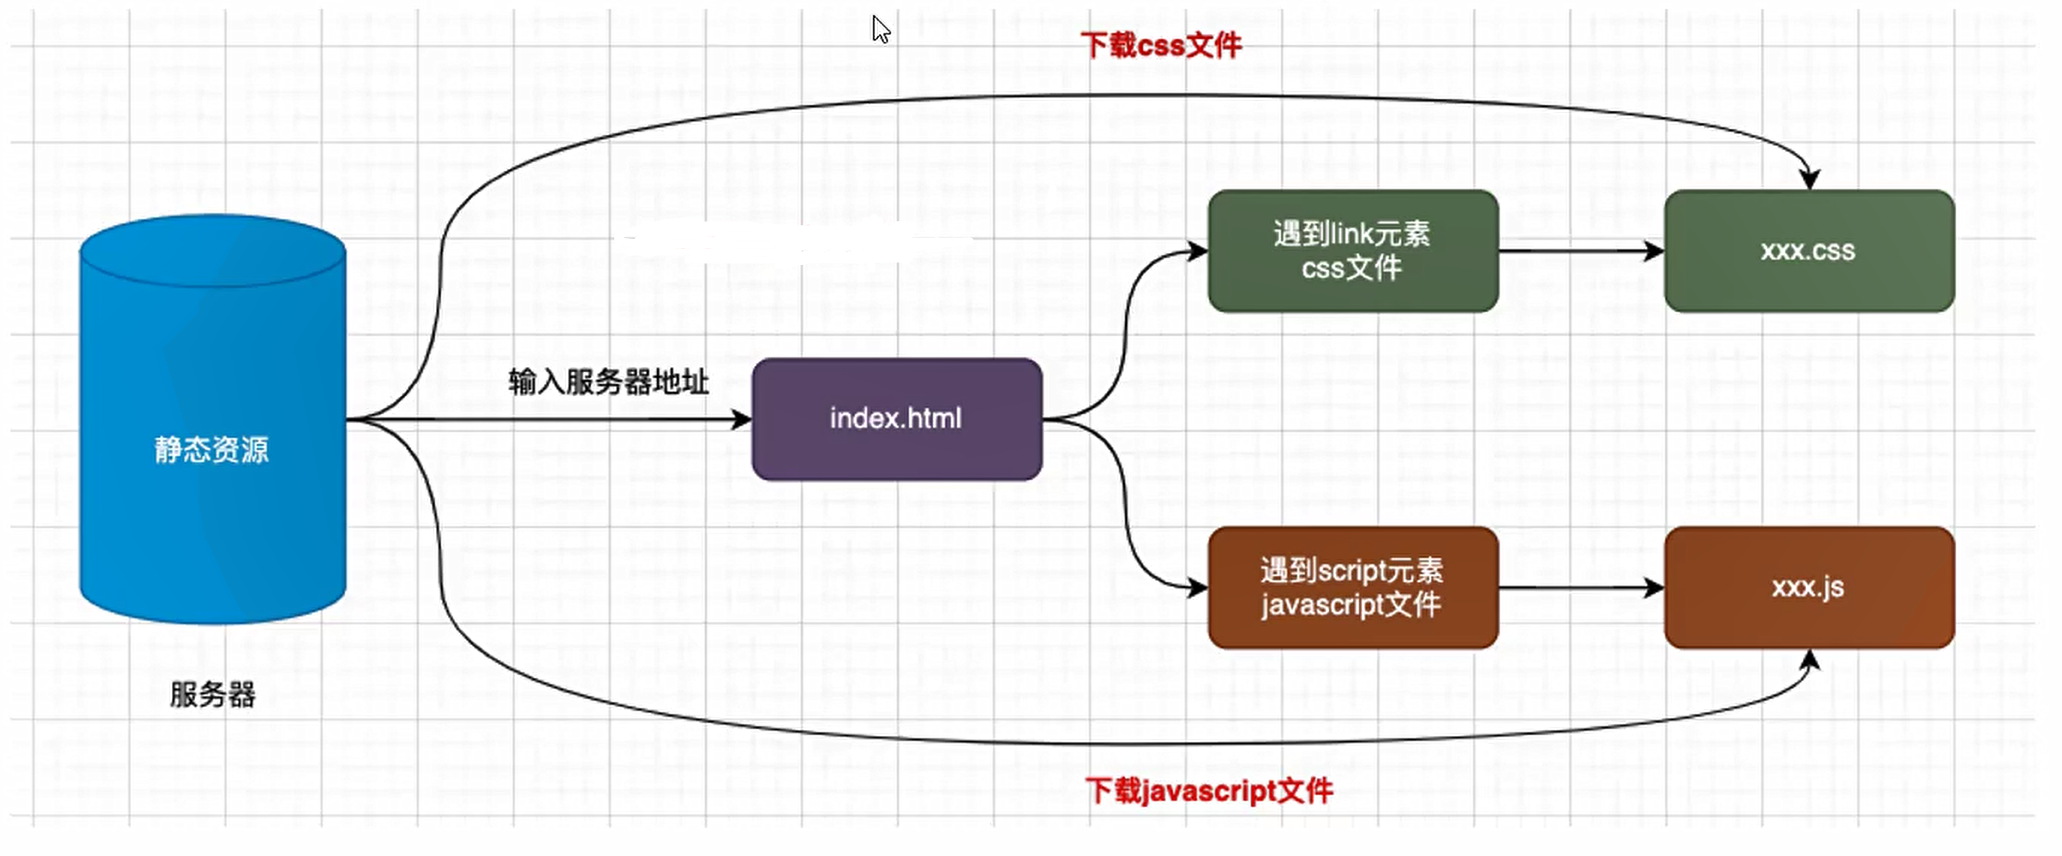 下载css文件
遇到link元素
css文件
xxx.css
输入服务器地址
index.html
静态资源
遇到script元素
javascript文件
xxx.js
服务器
下载javascript文件